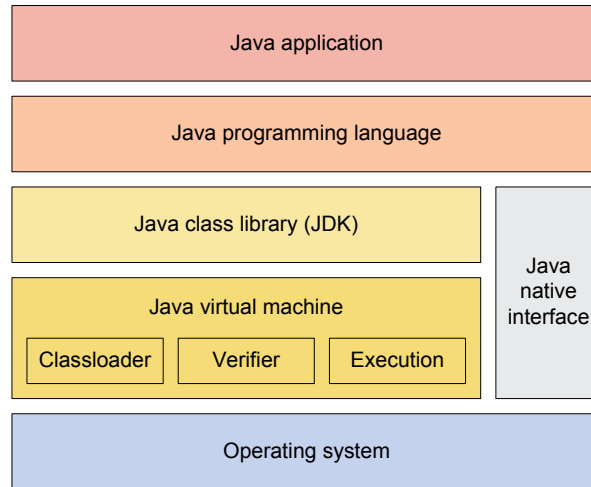 Java application
Java programming language
Java class library (JDK)
Java virtual machine
Classloader
Verifier
Execution
Java
native
interface
Operating system